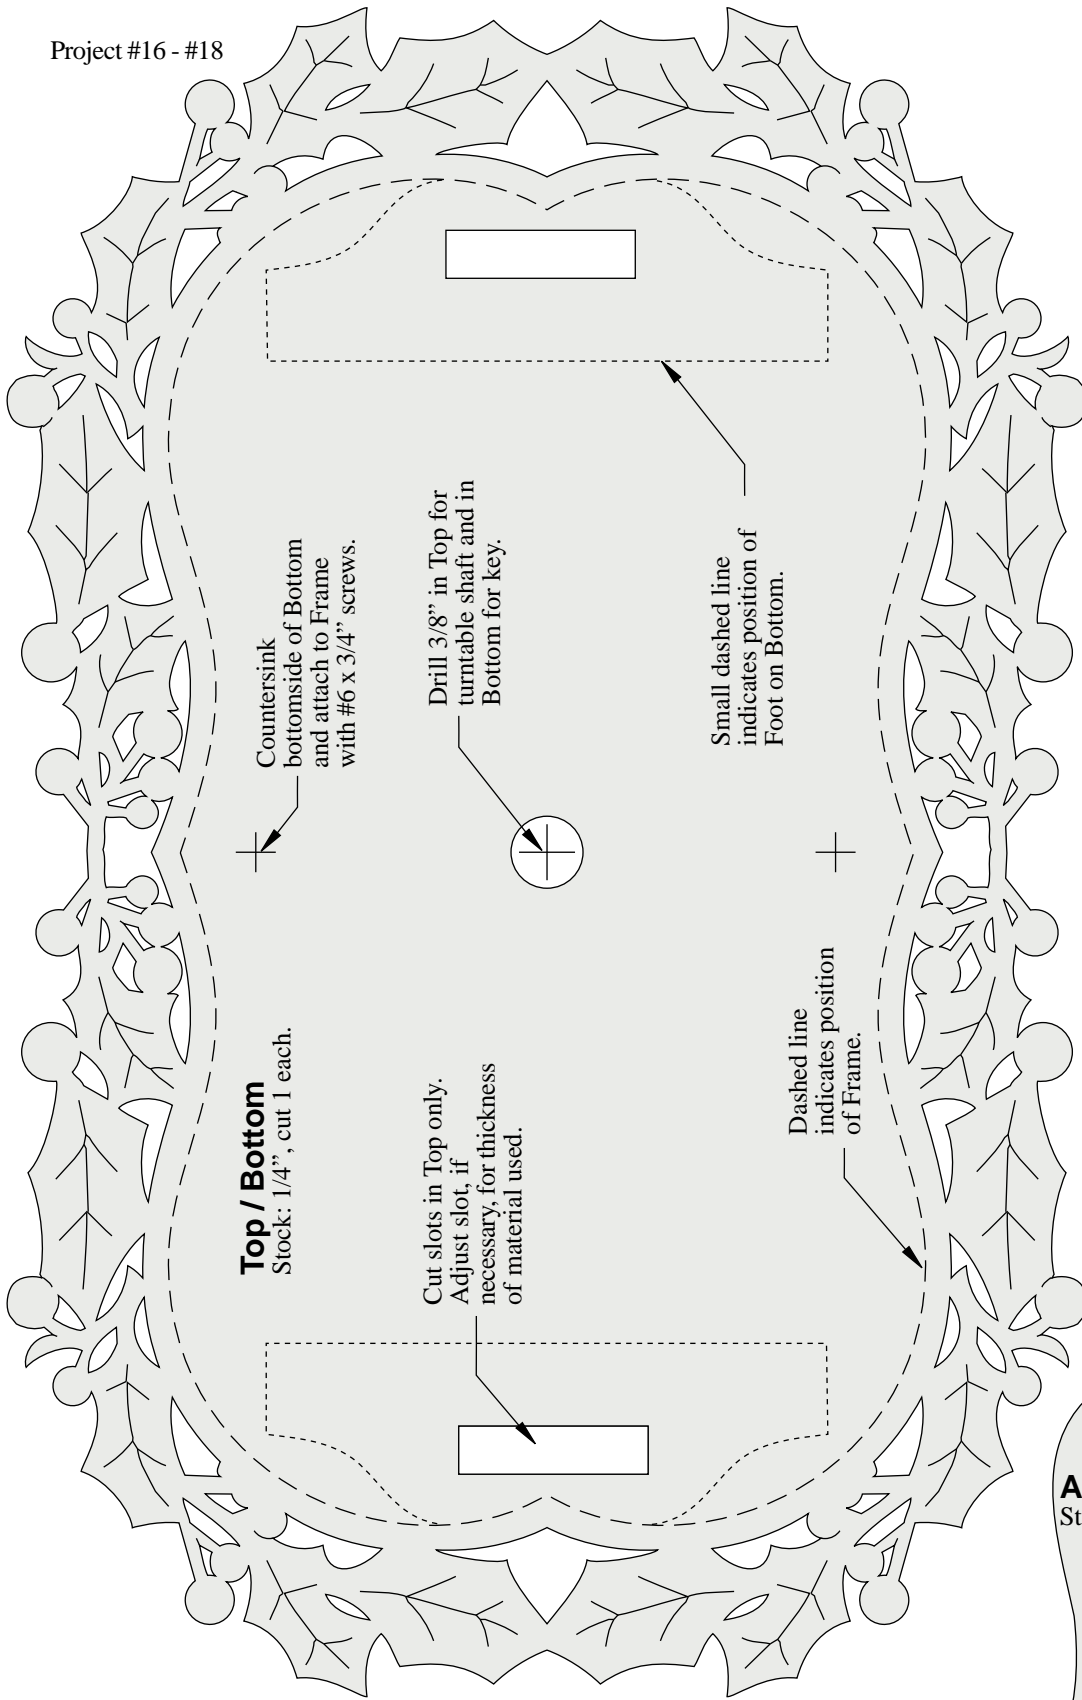 Project #16 - #18
Countersink
bottomside of Bottom
and attach to Frame
with #6 x 3/4” screws.
Drill 3/8” in Top for
turntable shaft and in
Bottom for key.
Small dashed line
indicates position of
Foot on Bottom.
Top / Bottom
Stock: 1/4”, cut 1 each.
Cut slots in Top only.
Adjust slot, if
necessary, for thickness
of material used.
Dashed line
indicates position
of Frame.
A
St